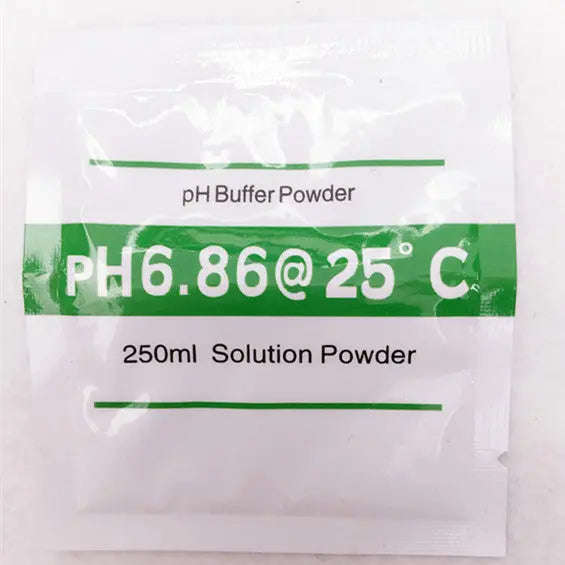 pH Buffer Powder
pH6.86@25°C
250ml Solution Powder